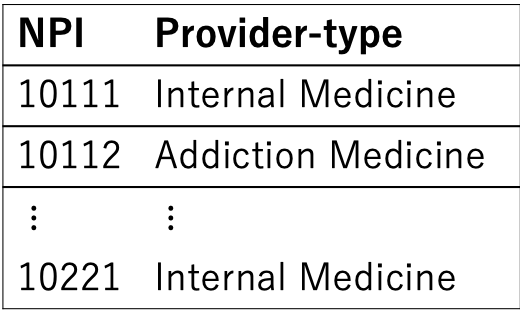 NPI Provider-type
10111 Internal Medicine
10112 Addiction Medicine
⋮ ⋮
10221 Internal Medicine